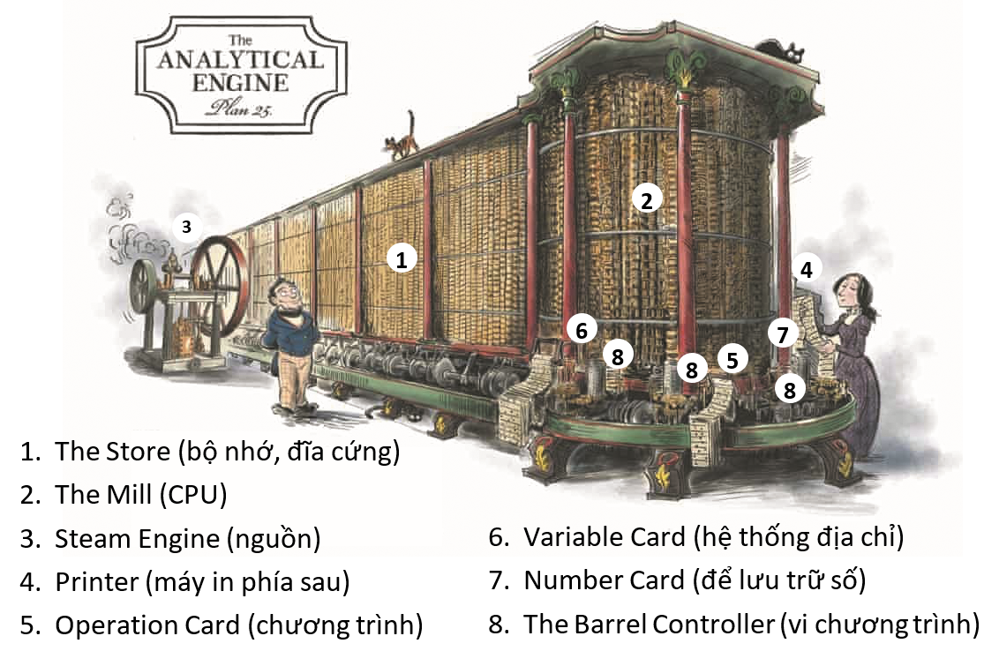 The
ANALYTICAL
ENGINE
Plan 25.
3
2
1
4
6
7
8
5
8
8
1. The Store (bộ nhớ, đĩa cứng)
2. The Mill (CPU)
3. Steam Engine (nguồn)
4. Printer (máy in phía sau)
5. Operation Card (chương trình)
6. Variable Card (hệ thống địa chỉ)
7. Number Card (để lưu trữ số)
8. The Barrel Controller (vi chương trình)